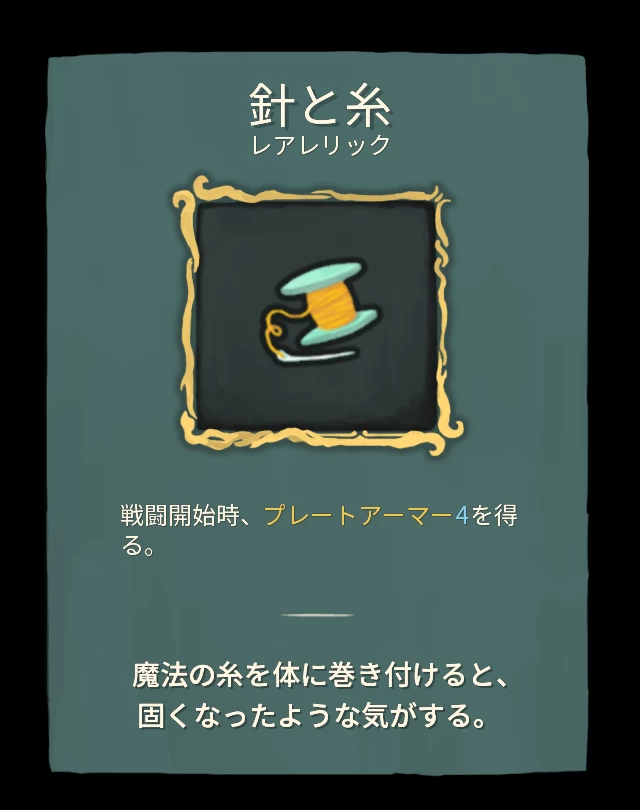 針と糸
レアレリック
戦闘開始時、プレートアーマー4を得
る。
魔法の糸を体に巻き付けると、
固くなったような気がする。